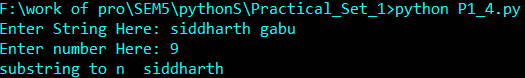 F:\work of pro\SEM5\pythonS\Practical_Set_1>python P1_4.py
Enter String Here: siddharth gabu
Enter number Here: 9
substring to n  siddharth